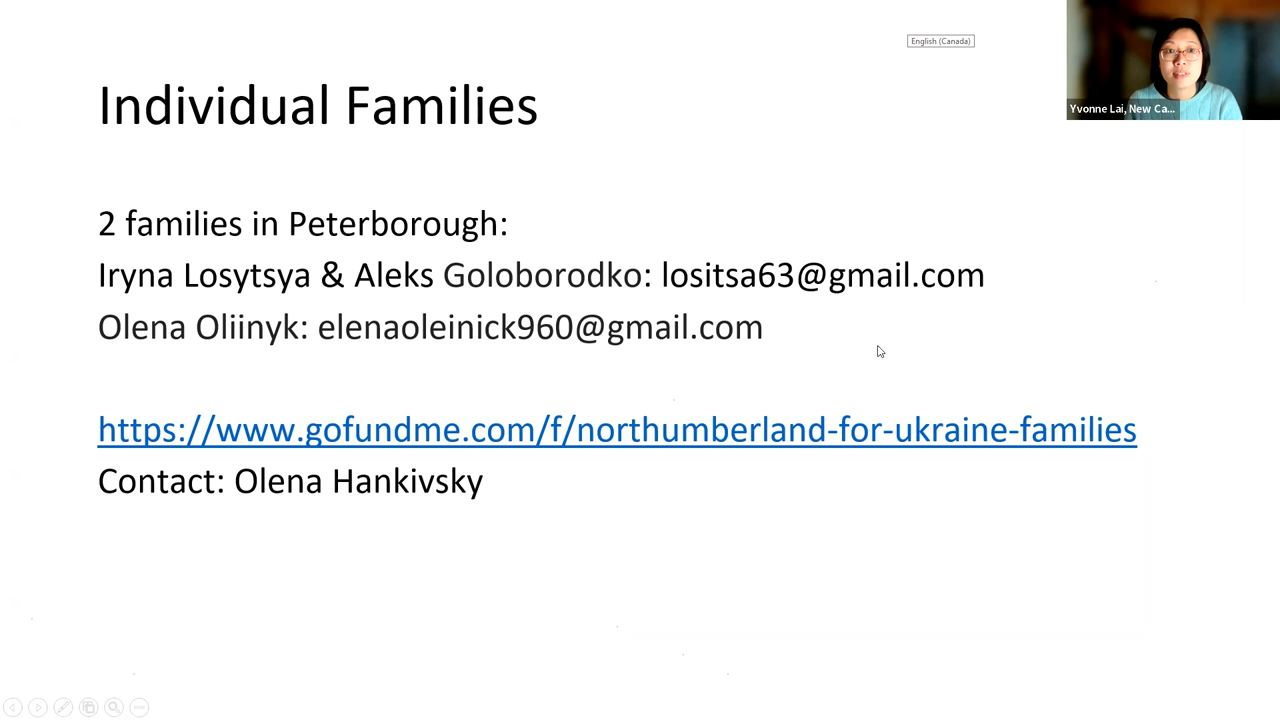 English (Canada)
Yvonne Lai, New Ca...
Individual Families
2 families in Peterborough:
Iryna Losytsya & Aleks Goloborodko: lositsa63@gmail.com
Olena Oliinyk: elenaoleinick960@gmail.com
https://www.gofundme.com/f/northumberland-for-ukraine-families
Contact: Olena Hankivsky